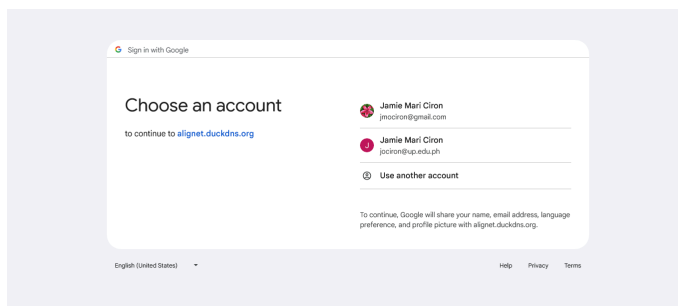 Sign in with Google
Choose an account
to continue to alignet.duckdns.org
Jamie Mari Ciron
jmociron@gmail.com
J
Jamie Mari Ciron
jociron@up.edu.ph
Use another account
To continue, Google will share your name, email address, language
preference, and profile picture with alignet.duckdns.org.
English (United States)
Help Privacy Terms